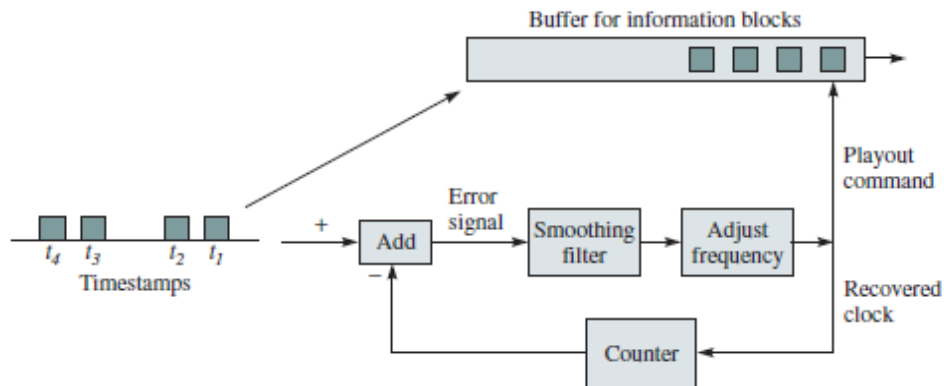 Buffer for information blocks
Playout
command
Error
signal
+
Add
Smoothing
filter
Adjust
frequency
t4 t3 t2 t1
Timestamps
−
Recovered
clock
Counter